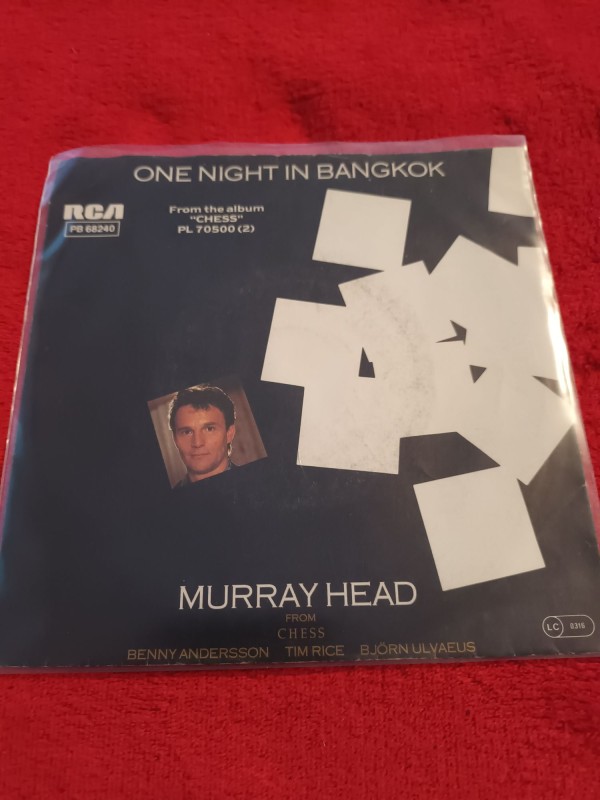 ONE NIGHT IN BANGKOK
RCA
PB 68240
From the album
"CHESS"
PL 70500 (2)
MURRAY HEAD
FROM
CHESS
BENNY ANDERSSON TIM RICE BJÖRN ULVAEUS
LC 0316